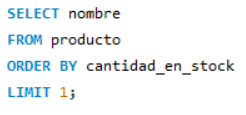 SELECT nombre
FROM producto
ORDER BY cantidad_en_stock
LIMIT 1;